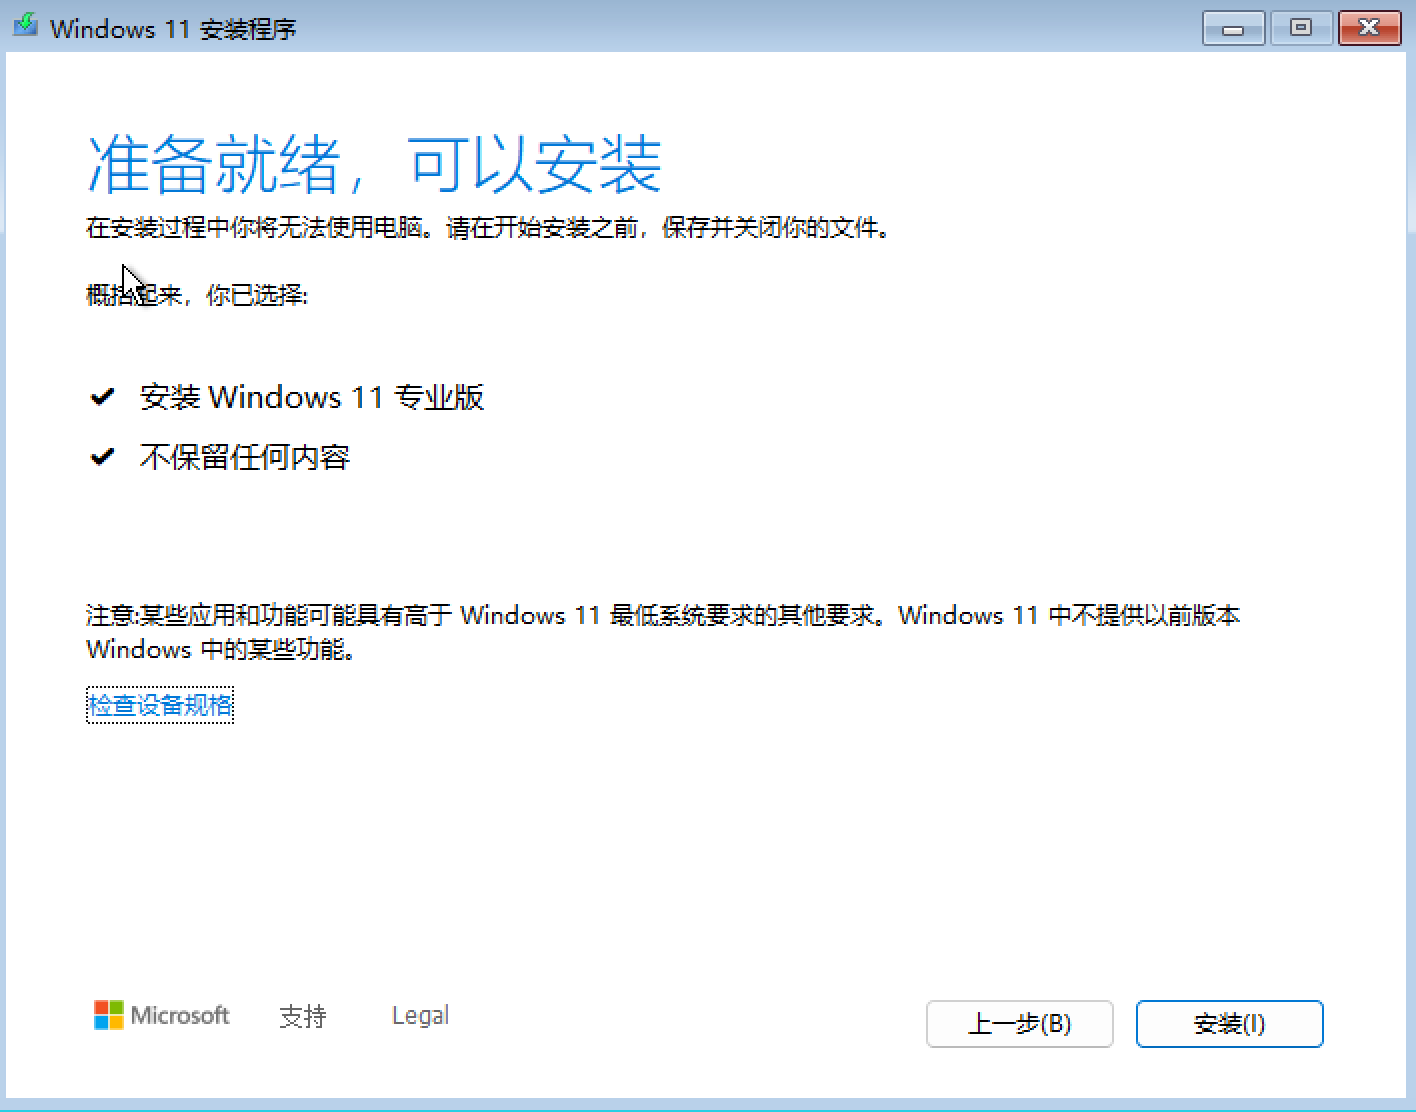 Windows 11 安装程序
准备就绪，可以安装
在安装过程中你将无法使用电脑。请在开始安装之前，保存并关闭你的文件。
概括起来，你已选择:
安装 Windows 11 专业版
不保留任何内容
注意:某些应用和功能可能具有高于 Windows 11 最低系统要求的其他要求。Windows 11 中不提供以前版本
Windows 中的某些功能。
检查设备规格
Microsoft 支持 Legal 上一步(B) 安装(I)